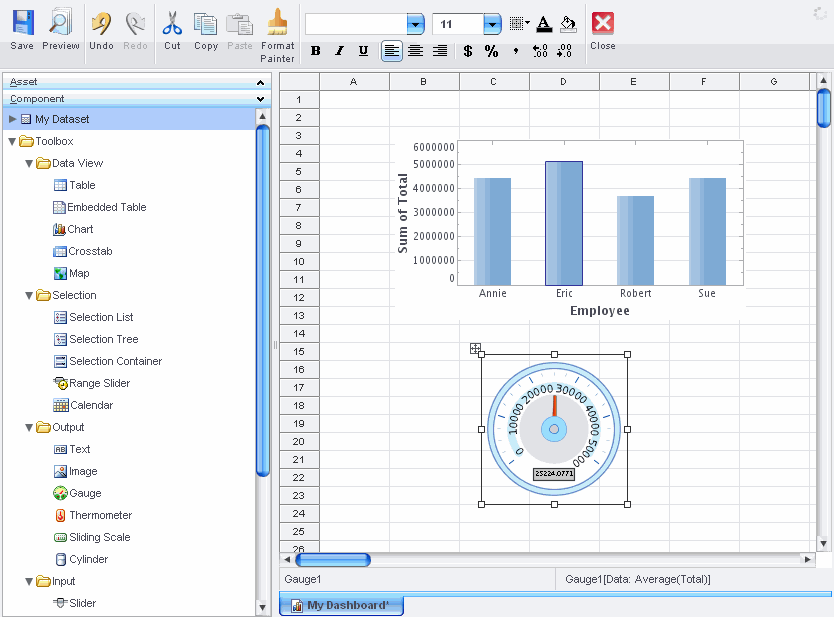 11
Save Preview Undo Redo Cut Copy Paste Format Painter Close
B I U $ % , .00 .00
Asset
Component
My Dataset
Toolbox
Data View
Table
Embedded Table
Chart
Crosstab
Map
Selection
Selection List
Selection Tree
Selection Container
Range Slider
Calendar
Output
AB Text
Image
Gauge
Thermometer
Sliding Scale
Cylinder
Input
Slider
A B C D E F G
1
2
3
4
5
6
7
8
9
10
11
12
13
14
15
16
17
18
19
20
21
22
23
24
25
26
Sum of Total
6000000
5000000
4000000
3000000
2000000
1000000
0
Annie Eric Robert Sue
Employee
0 10000 20000 30000 40000 50000
25224.0771
Gauge1 Gauge1[Data: Average(Total)]
My Dashboard*